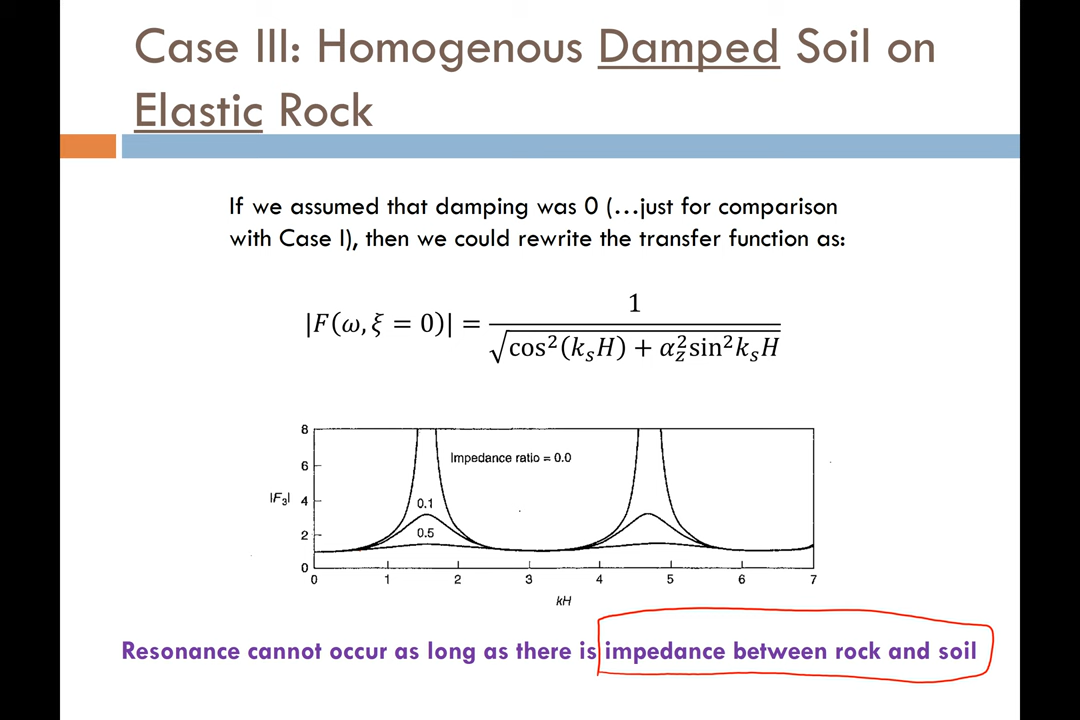 Case III: Homogenous Damped Soil on
Elastic Rock
If we assumed that damping was 0 (…just for comparison
with Case I), then we could rewrite the transfer function as:
|F(ω, ξ = 0)| = 1 / √(cos²(kₛH) + α_z² sin²kₛH)
8
Impedance ratio = 0.0
6
|F₃|
4
0.1
2
0.5
0
0 1 2 3 4 5 6 7
kH
Resonance cannot occur as long as there is impedance between rock and soil